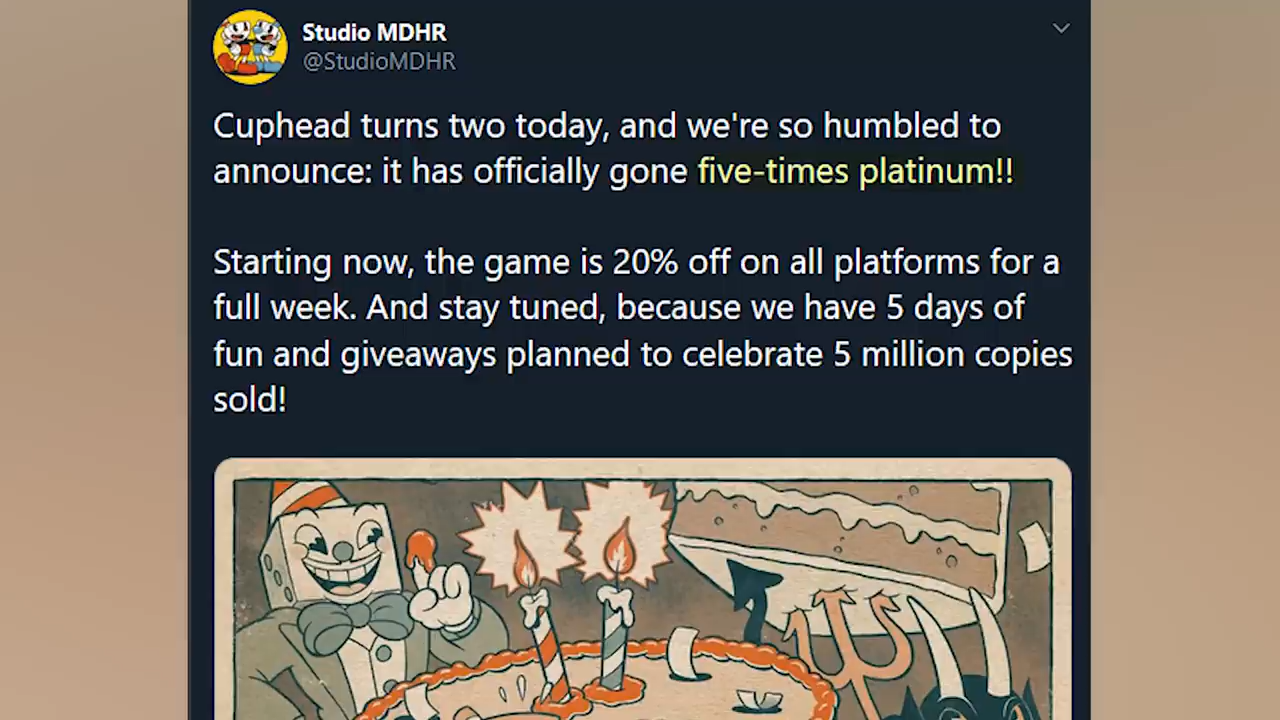 Studio MDHR
@StudioMDHR
Cuphead turns two today, and we're so humbled to
announce: it has officially gone five-times platinum!!
Starting now, the game is 20% off on all platforms for a
full week. And stay tuned, because we have 5 days of
fun and giveaways planned to celebrate 5 million copies
sold!